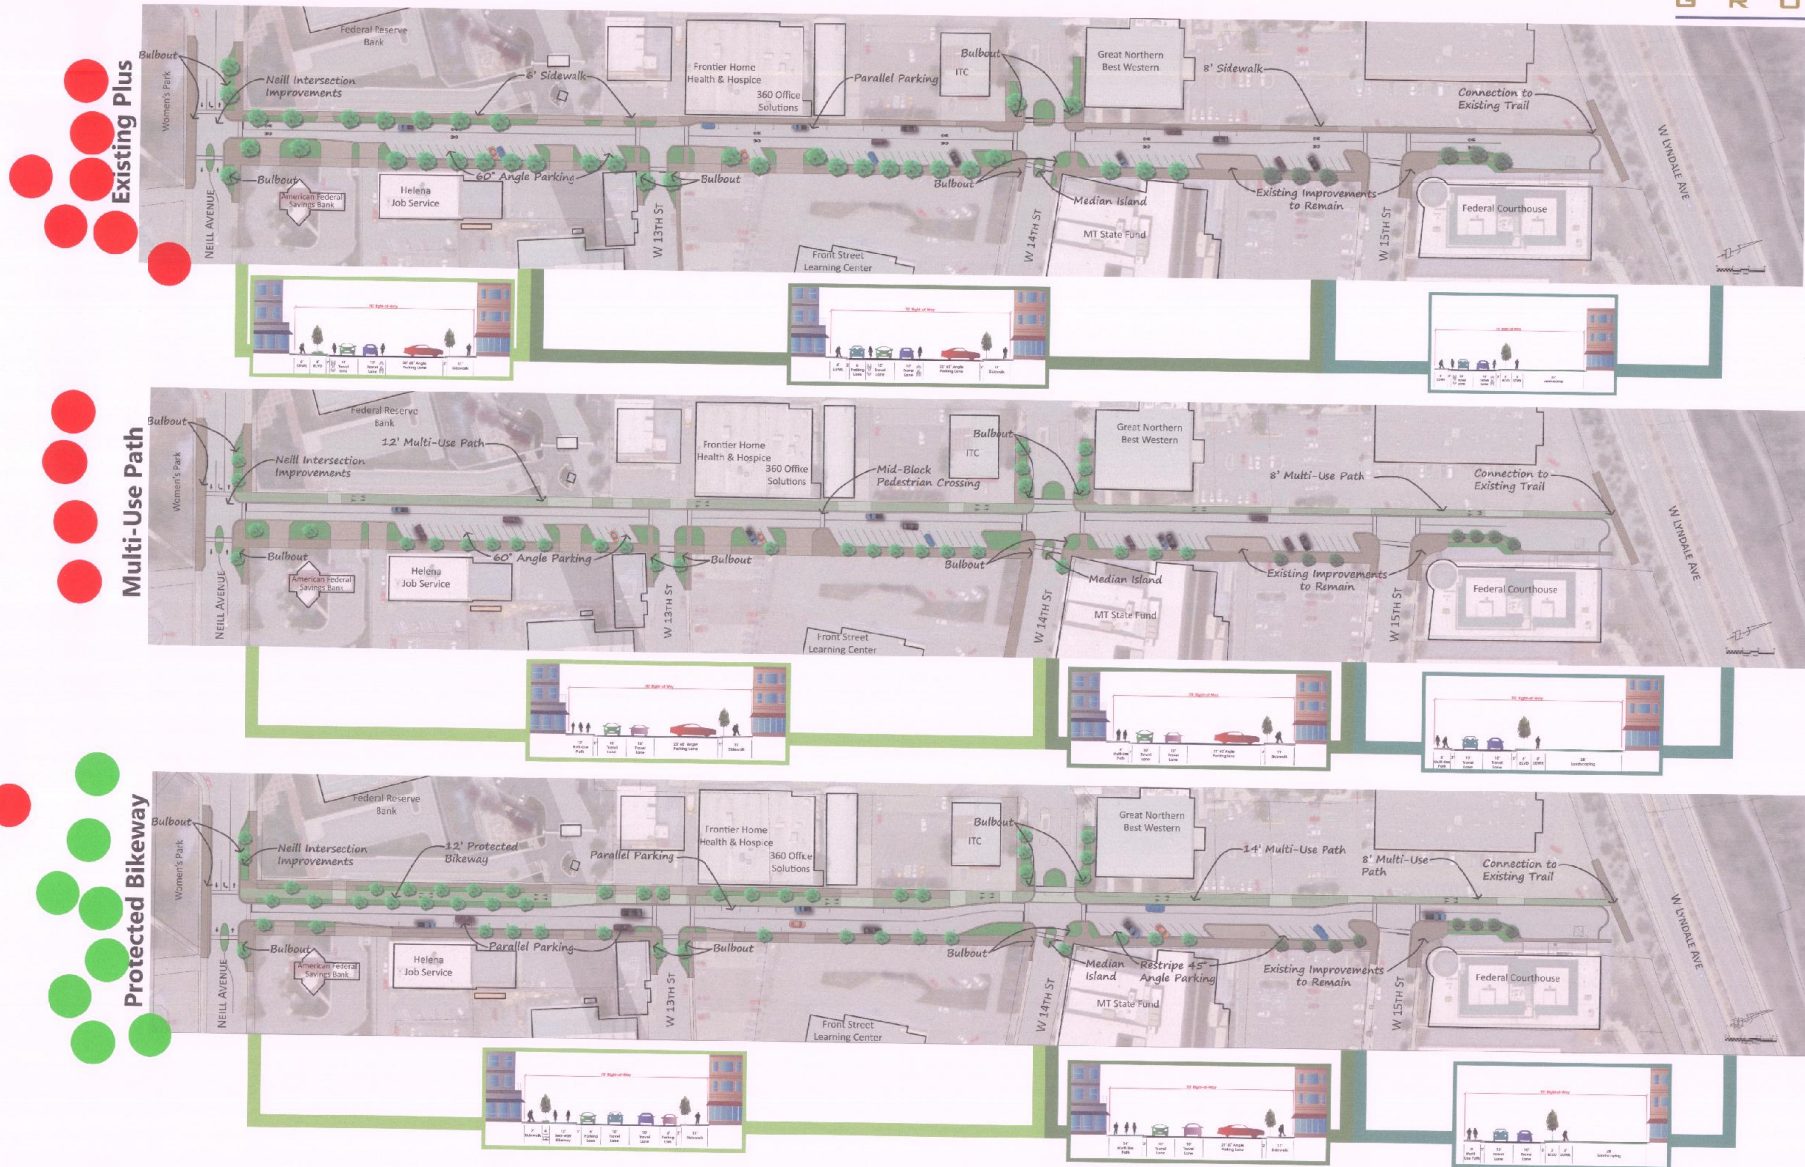 G R O
Existing Plus
Federal Reserve
Bank
Bulbout
Women's Park
Neill Intersection
Improvements
6' Sidewalk
Frontier Home
Health & Hospice
360 Office
Solutions
Parallel Parking
Bulbout
ITC
Great Northern
Best Western
8' Sidewalk
Connection to
Existing Trail
W LYNDALE AVE
NEILL AVENUE
Bulbout
American Federal
Savings Bank
Helena
Job Service
60° Angle Parking
W 13TH ST
Bulbout
Front Street
Learning Center
Bulbout
W 14TH ST
Median Island
MT State Fund
Existing Improvements
to Remain
W 15TH ST
Federal Courthouse
Multi-Use Path
Federal Reserve
Bank
Bulbout
Women's Park
Neill Intersection
Improvements
12' Multi-Use Path
Frontier Home
Health & Hospice
360 Office
Solutions
Mid-Block
Pedestrian Crossing
Bulbout
ITC
Great Northern
Best Western
8' Multi-Use Path
Connection to
Existing Trail
W LYNDALE AVE
NEILL AVENUE
Bulbout
American Federal
Savings Bank
Helena
Job Service
60° Angle Parking
W 13TH ST
Bulbout
Front Street
Learning Center
Bulbout
W 14TH ST
Median Island
MT State Fund
Existing Improvements
to Remain
W 15TH ST
Federal Courthouse
Protected Bikeway
Federal Reserve
Bank
Bulbout
Women's Park
Neill Intersection
Improvements
12' Protected
Bikeway
Parallel Parking
Frontier Home
Health & Hospice
360 Office
Solutions
Bulbout
ITC
Great Northern
Best Western
14' Multi-Use Path
8' Multi-Use
Path
Connection to
Existing Trail
W LYNDALE AVE
NEILL AVENUE
Bulbout
American Federal
Savings Bank
Helena
Job Service
Parallel Parking
W 13TH ST
Bulbout
Front Street
Learning Center
Bulbout
W 14TH ST
Median
Island
Restripe 45°
Angle Parking
MT State Fund
Existing Improvements
to Remain
W 15TH ST
Federal Courthouse